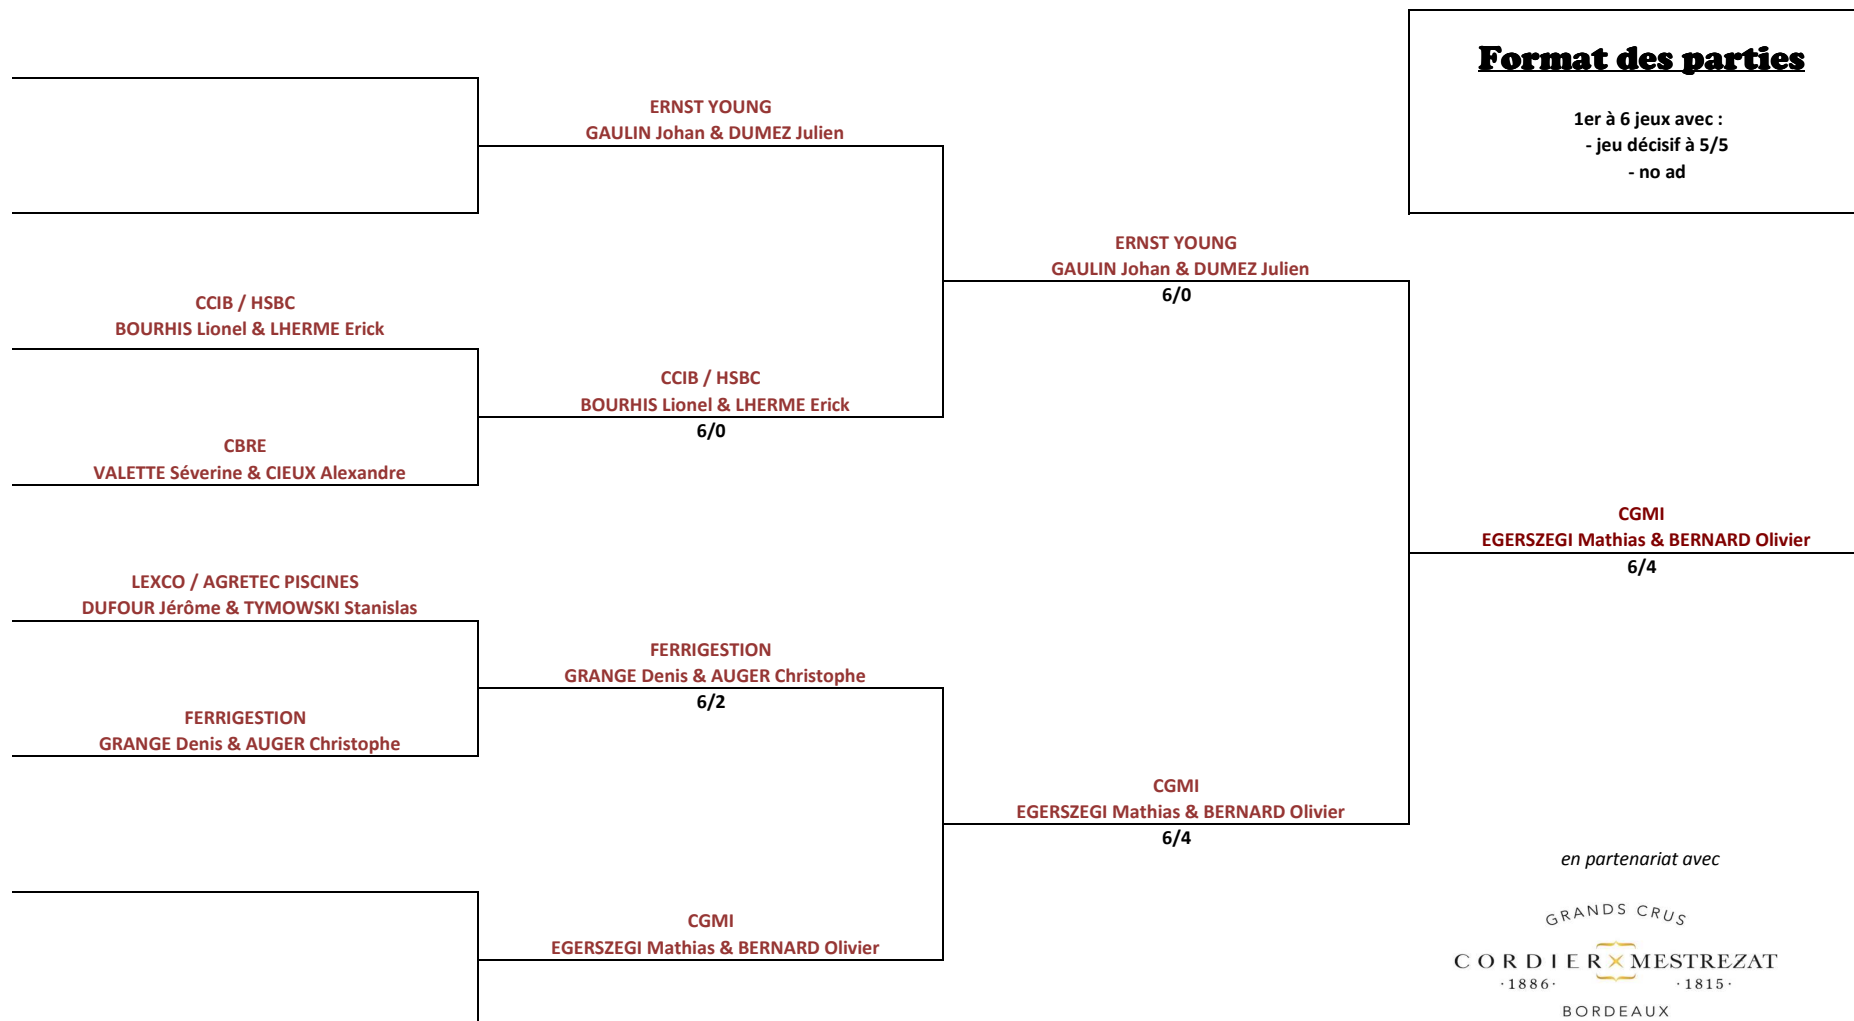 Format des parties
1er à 6 jeux avec :
- jeu décisif à 5/5
- no ad
ERNST YOUNG
GAULIN Johan & DUMEZ Julien
ERNST YOUNG
GAULIN Johan & DUMEZ Julien
6/0
CCIB / HSBC
BOURHIS Lionel & LHERME Erick
CCIB / HSBC
BOURHIS Lionel & LHERME Erick
6/0
CBRE
VALETTE Séverine & CIEUX Alexandre
CGMI
EGERSZEGI Mathias & BERNARD Olivier
6/4
LEXCO / AGRETEC PISCINES
DUFOUR Jérôme & TYMOWSKI Stanislas
FERRIGESTION
GRANGE Denis & AUGER Christophe
6/2
FERRIGESTION
GRANGE Denis & AUGER Christophe
CGMI
EGERSZEGI Mathias & BERNARD Olivier
6/4
CGMI
EGERSZEGI Mathias & BERNARD Olivier
en partenariat avec
GRANDS CRUS
CORDIER MESTREZAT
·1886· ·1815·
BORDEAUX